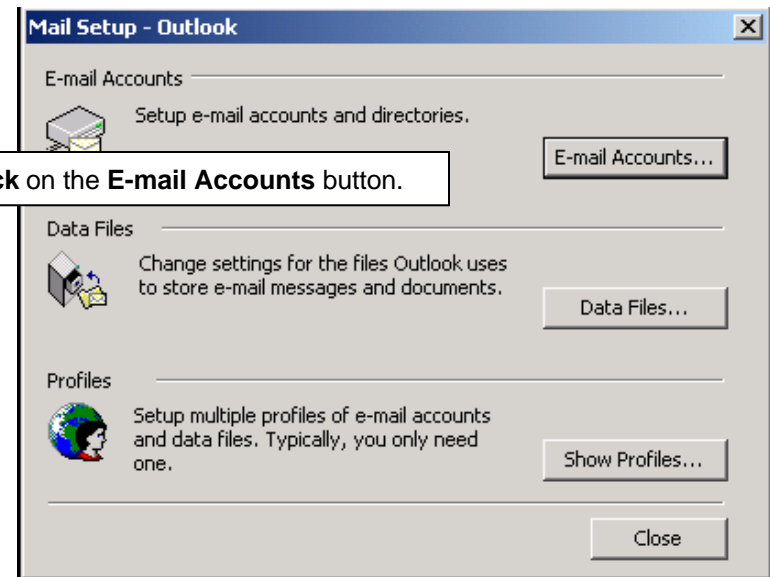 Mail Setup - Outlook
E-mail Accounts
Setup e-mail accounts and directories.
E-mail Accounts...
ck on the E-mail Accounts button.
Data Files
Change settings for the files Outlook uses
to store e-mail messages and documents.
Data Files...
Profiles
Setup multiple profiles of e-mail accounts
and data files. Typically, you only need
one.
Show Profiles...
Close